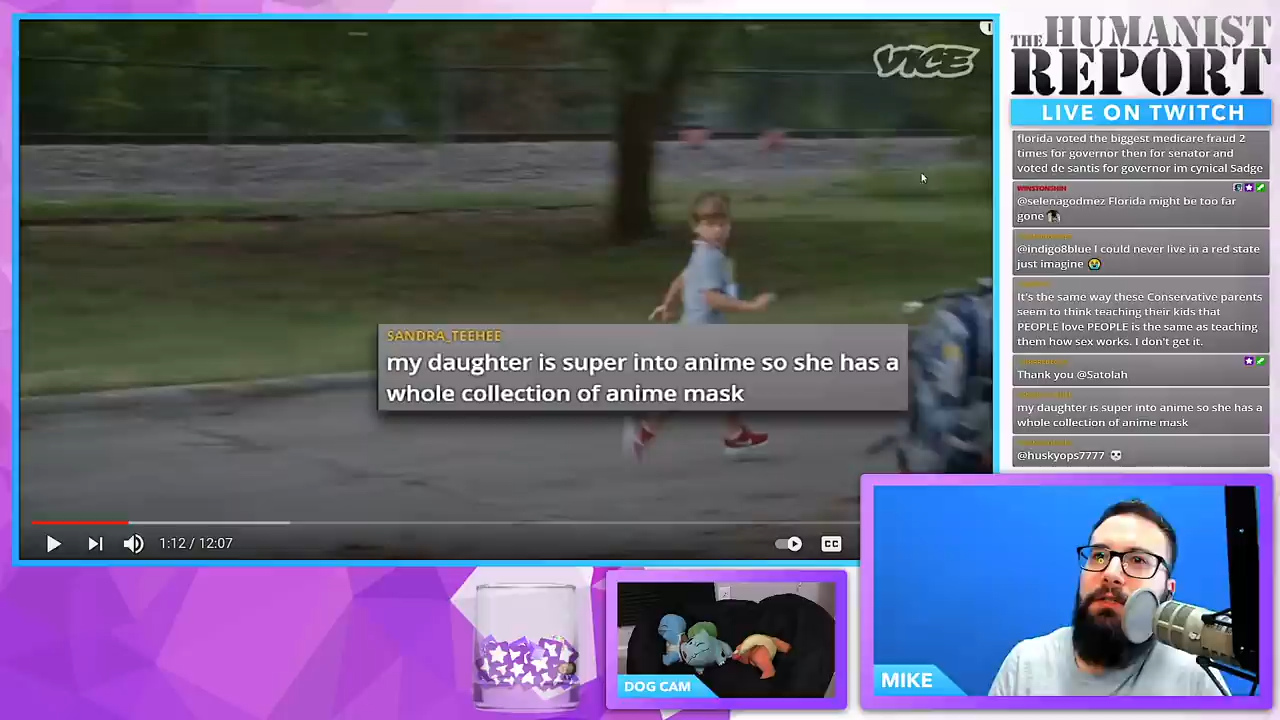 VICE
SANDRA_TEEHEE
my daughter is super into anime so she has a
whole collection of anime mask
1:12 / 12:07
CC
THE HUMANIST
REPORT
LIVE ON TWITCH
florida voted the biggest medicare fraud 2
times for governor then for senator and
voted de santis for governor im cynical Sadge
WINSTONSHIN
@selenagodmez Florida might be too far
gone
@indigo8blue I could never live in a red state
just imagine 😭
It's the same way these Conservative parents
seem to think teaching their kids that
PEOPLE love PEOPLE is the same as teaching
them how sex works. I don't get it.
Thank you @Satolah
my daughter is super into anime so she has a
whole collection of anime mask
@huskyops7777 💀
DOG CAM
MIKE